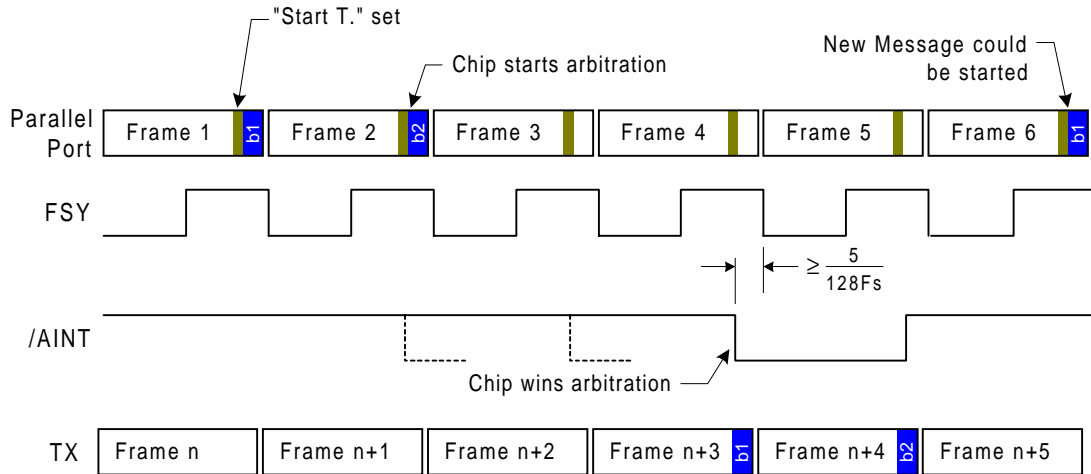 "Start T." set
Chip starts arbitration
New Message could
be started
Parallel
Port
Frame 1 b1 Frame 2 b2 Frame 3 Frame 4 Frame 5 Frame 6 b1
FSY
≥ 5
128Fs
/AINT
Chip wins arbitration
TX Frame n Frame n+1 Frame n+2 Frame n+3 b1 Frame n+4 b2 Frame n+5